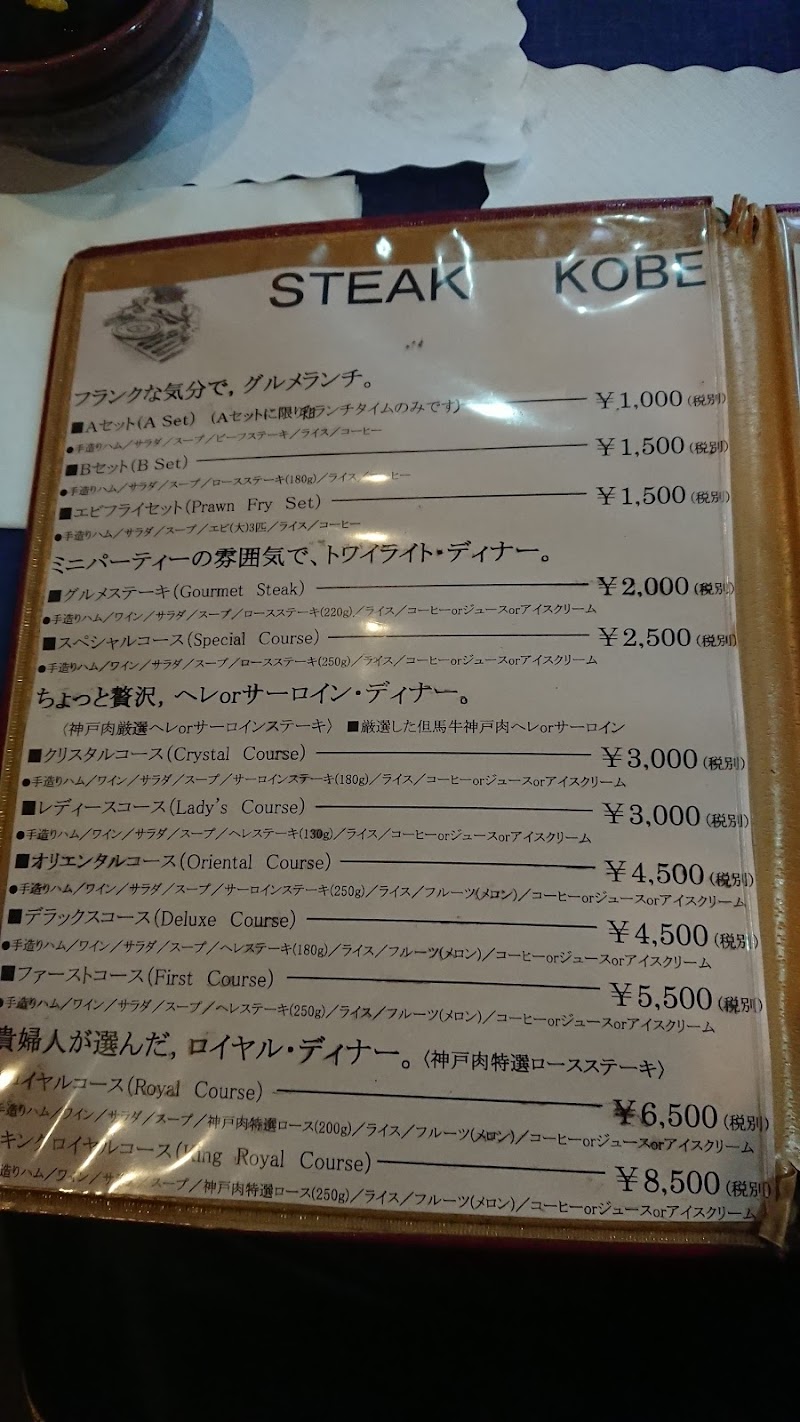 STEAK KOBE
フランクな気分で, グルメランチ。
■Aセット(A Set) (Aセットに限りランチタイムのみです) ¥1,000(税別)
●手造りハム/サラダ/スープ/ビーフステーキ/ライス/コーヒー
■Bセット(B Set) ¥1,500(税別)
●手造りハム/サラダ/スープ/ロースステーキ(180g)/ライス/コーヒー
■エビフライセット(Prawn Fry Set) ¥1,500(税別)
●手造りハム/サラダ/スープ/エビ(大)3匹/ライス/コーヒー
ミニパーティーの雰囲気で、トワイライト・ディナー。
■グルメステーキ(Gourmet Steak) ¥2,000(税別)
●手造りハム/ワイン/サラダ/スープ/ロースステーキ(220g)/ライス/コーヒーorジュースorアイスクリーム
■スペシャルコース(Special Course) ¥2,500(税別)
●手造りハム/ワイン/サラダ/スープ/ロースステーキ(250g)/ライス/コーヒーorジュースorアイスクリーム
ちょっと贅沢, ヘレorサーロイン・ディナー。
〈神戸肉厳選ヘレorサーロインステーキ〉 ■厳選した但馬牛神戸肉ヘレorサーロイン
■クリスタルコース(Crystal Course) ¥3,000(税別)
●手造りハム/ワイン/サラダ/スープ/サーロインステーキ(180g)/ライス/コーヒーorジュースorアイスクリーム
■レディースコース(Lady's Course) ¥3,000(税別)
●手造りハム/ワイン/サラダ/スープ/ヘレステーキ(130g)/ライス/コーヒーorジュースorアイスクリーム
■オリエンタルコース(Oriental Course) ¥4,500(税別)
●手造りハム/ワイン/サラダ/スープ/サーロインステーキ(250g)/ライス/フルーツ(メロン)/コーヒーorジュースorアイスクリーム
■デラックスコース(Deluxe Course) ¥4,500(税別)
●手造りハム/ワイン/サラダ/スープ/ヘレステーキ(180g)/ライス/フルーツ(メロン)/コーヒーorジュースorアイスクリーム
■ファーストコース(First Course) ¥5,500(税別)
●手造りハム/ワイン/サラダ/スープ/ヘレステーキ(250g)/ライス/フルーツ(メロン)/コーヒーorジュースorアイスクリーム
貴婦人が選んだ, ロイヤル・ディナー。〈神戸肉特選ロースステーキ〉
ロイヤルコース(Royal Course) ¥6,500(税別)
手造りハム/ワイン/サラダ/スープ/神戸肉特選ロース(200g)/ライス/フルーツ(メロン)/コーヒーorジュースorアイスクリーム
キングロイヤルコース(King Royal Course) ¥8,500(税別)
造りハム/ワイン/サラダ/スープ/神戸肉特選ロース(250g)/ライス/フルーツ(メロン)/コーヒーorジュースorアイスクリーム